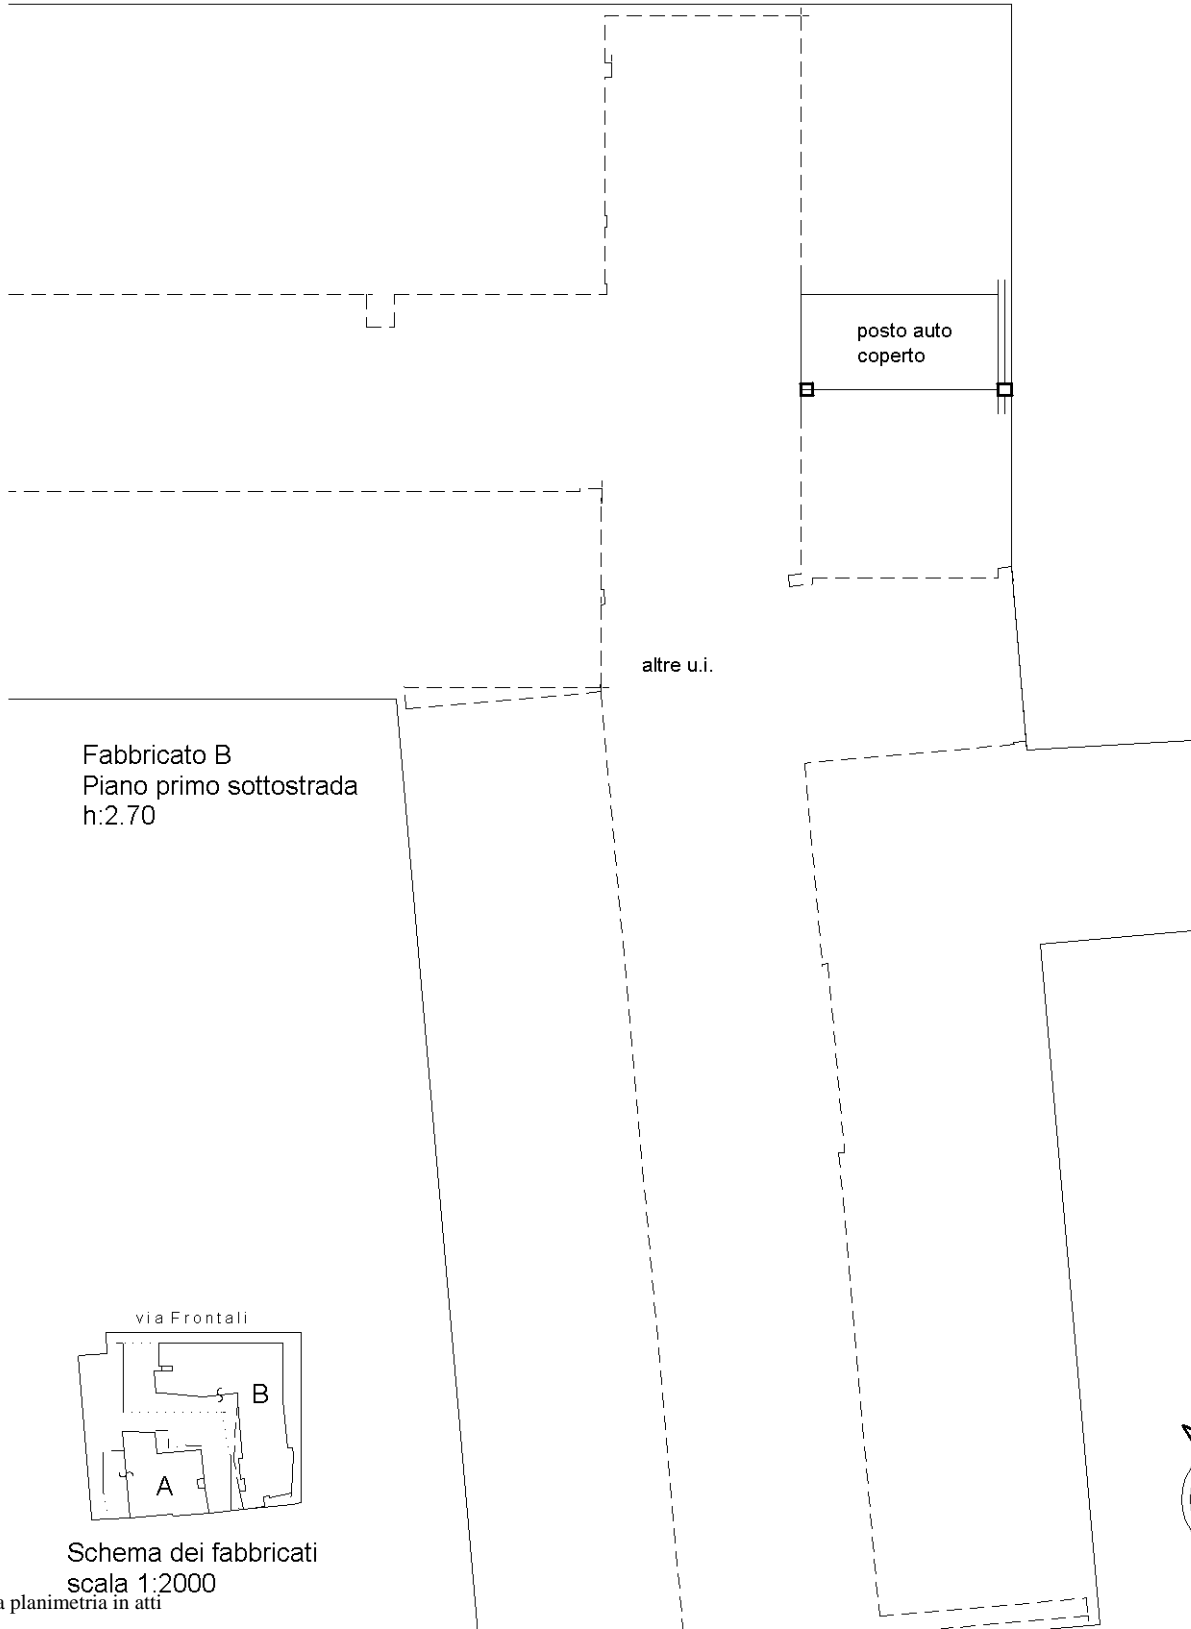 posto auto
coperto
altre u.i.
Fabbricato B
Piano primo sottostrada
h:2.70
via Frontali
B
A
Schema dei fabbricati
scala 1:2000
a planimetria in atti